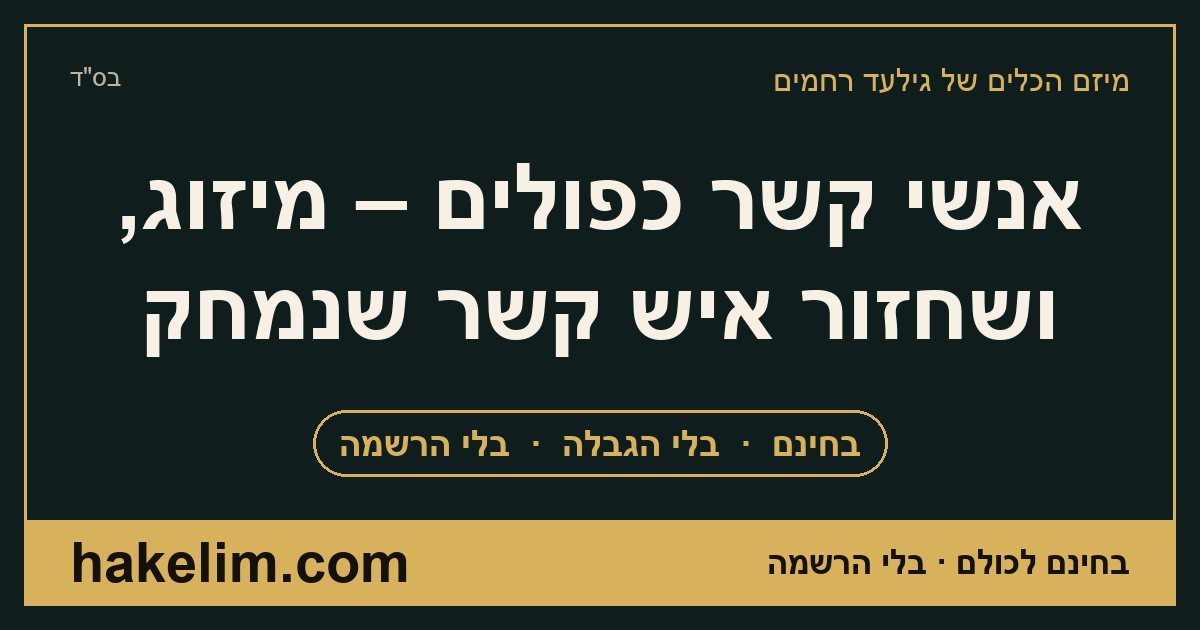 מיזם הכלים של גילעד רחמים
בס"ד
אנשי קשר כפולים – מיזוג,
ושחזור איש קשר שנמחק
בחינם · בלי הגבלה · בלי הרשמה
בחינם לכולם · בלי הרשמה
hakelim.com